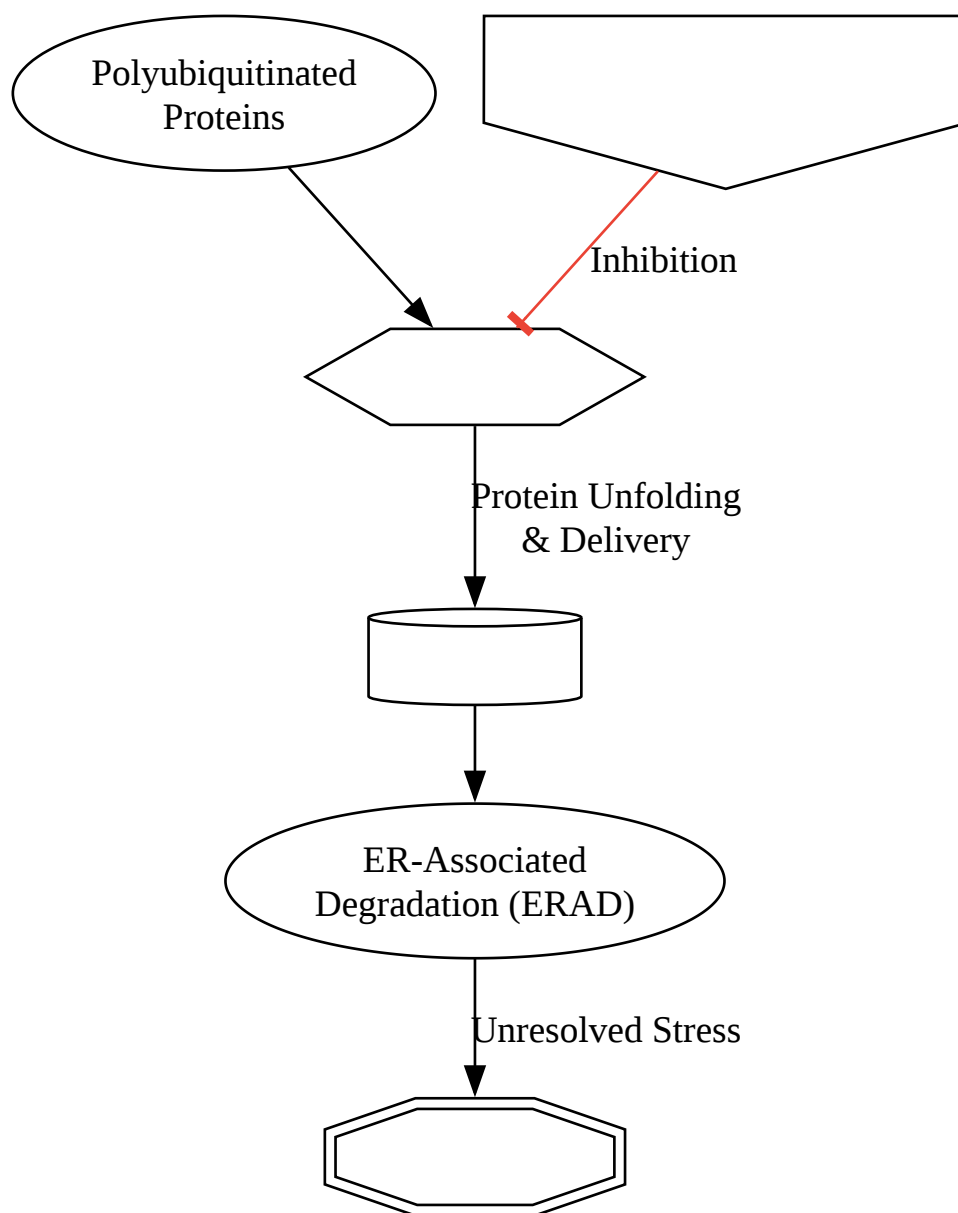 Polyubiquitinated
Proteins
Inhibition
Protein Unfolding
& Delivery
ER-Associated
Degradation (ERAD)
Unresolved Stress